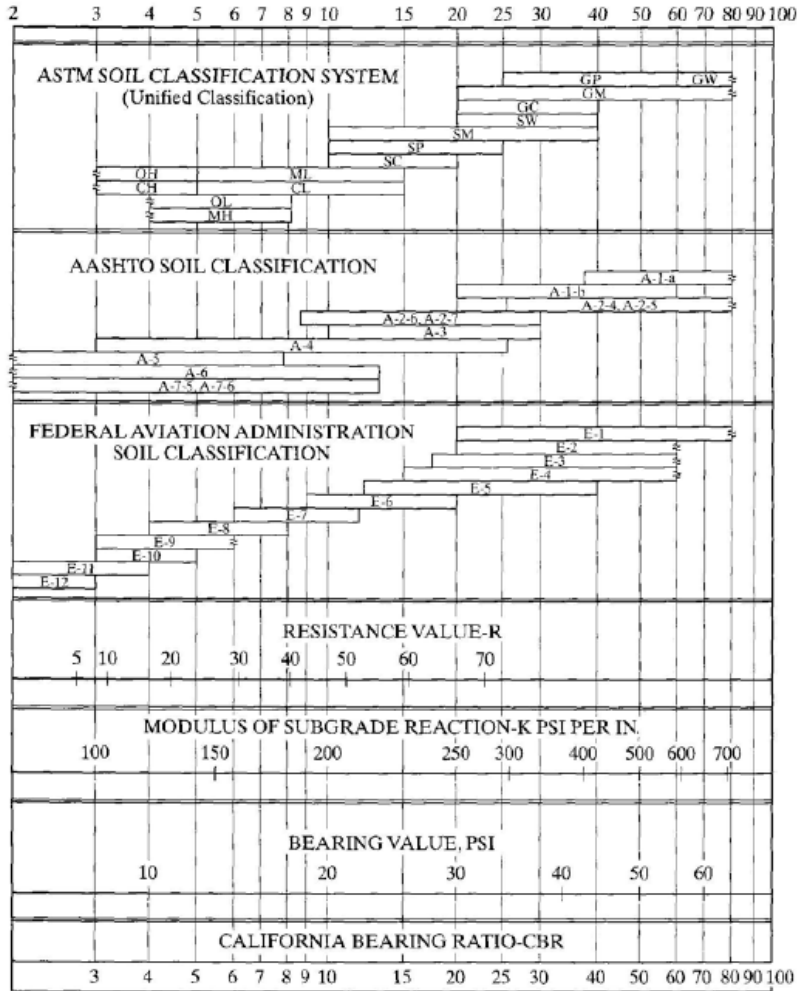 2 3 4 5 6 7 8 9 10 15 20 25 30 40 50 60 70 80 90 100
ASTM SOIL CLASSIFICATION SYSTEM
(Unified Classification)
GP GW
GM
GC
SW
SM
SP
SC
OH ML
CH CL
OL
MH
AASHTO SOIL CLASSIFICATION
A-1-a
A-1-b
A-2-4, A-2-5
A-2-6, A-2-7
A-3
A-4
A-5
A-6
A-7-5, A-7-6
FEDERAL AVIATION ADMINISTRATION
SOIL CLASSIFICATION
E-1
E-2
E-3
E-4
E-5
E-6
E-7
E-8
E-9
E-10
E-11
E-12
RESISTANCE VALUE-R
5 10 20 30 40 50 60 70
MODULUS OF SUBGRADE REACTION-K PSI PER IN.
100 150 200 250 300 400 500 600 700
BEARING VALUE, PSI
10 20 30 40 50 60
CALIFORNIA BEARING RATIO-CBR
3 4 5 6 7 8 9 10 15 20 25 30 40 50 60 70 80 90 100